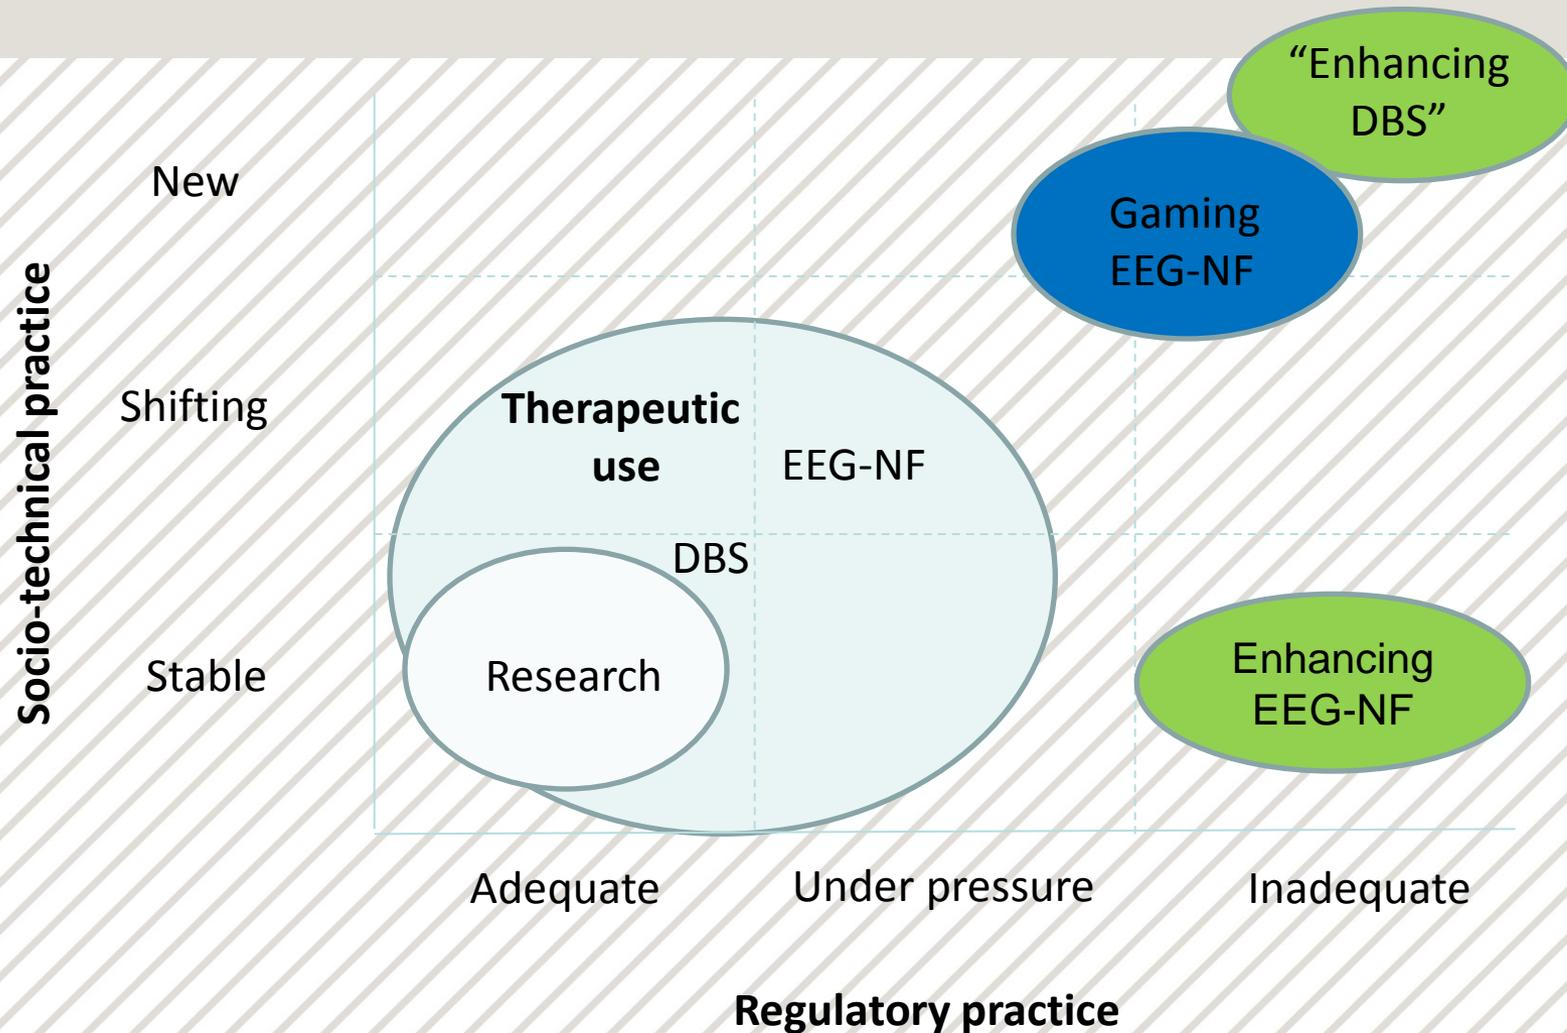 “Enhancing
DBS”
New
Gaming
EEG-NF
Socio-technical practice
Shifting
Therapeutic
use
EEG-NF
DBS
Stable
Research
Enhancing
EEG-NF
Adequate
Under pressure
Inadequate
Regulatory practice